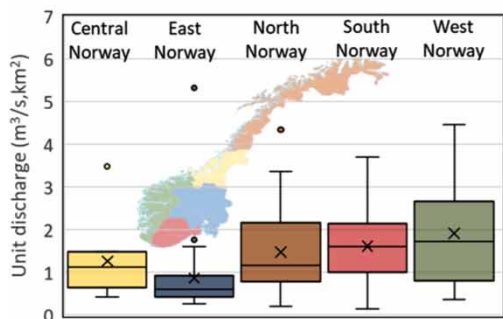 7
6
5
4
3
2
1
0
Unit discharge (m³/s,km²)
Central
Norway
East
Norway
North
Norway
South
Norway
West
Norway